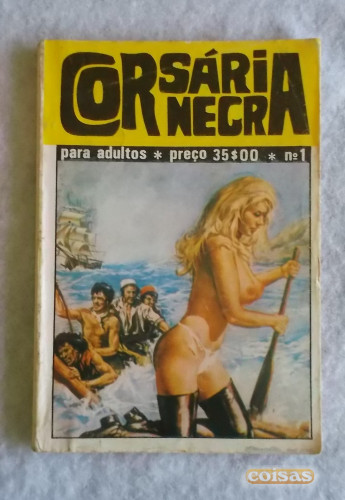 CORSÁRIA
NEGRA
para adultos * preço 35$00 * nº1
coisas